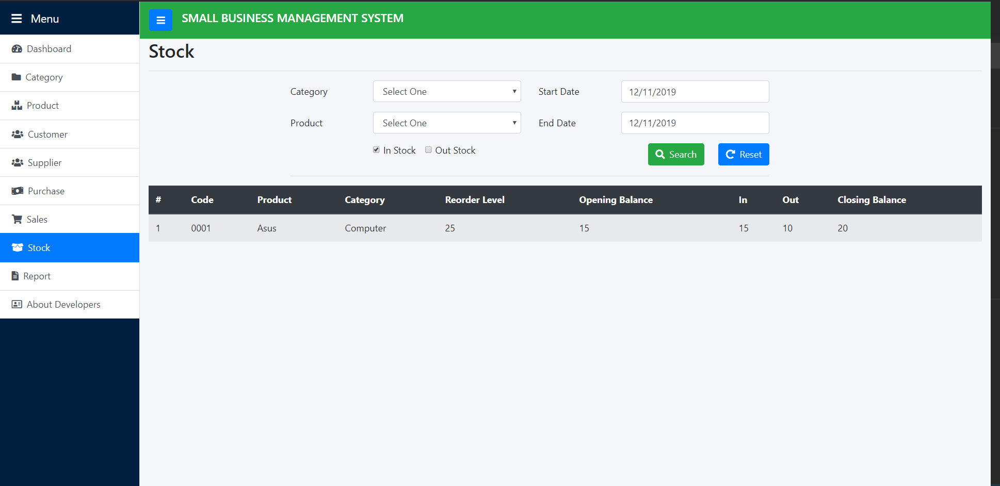 Menu
Dashboard
Category
Product
Customer
Supplier
Purchase
Sales
Stock
Report
About Developers
SMALL BUSINESS MANAGEMENT SYSTEM
Stock
Category Select One Start Date 12/11/2019
Product Select One End Date 12/11/2019
In Stock Out Stock Search Reset
# Code Product Category Reorder Level Opening Balance In Out Closing Balance
1 0001 Asus Computer 25 15 15 10 20